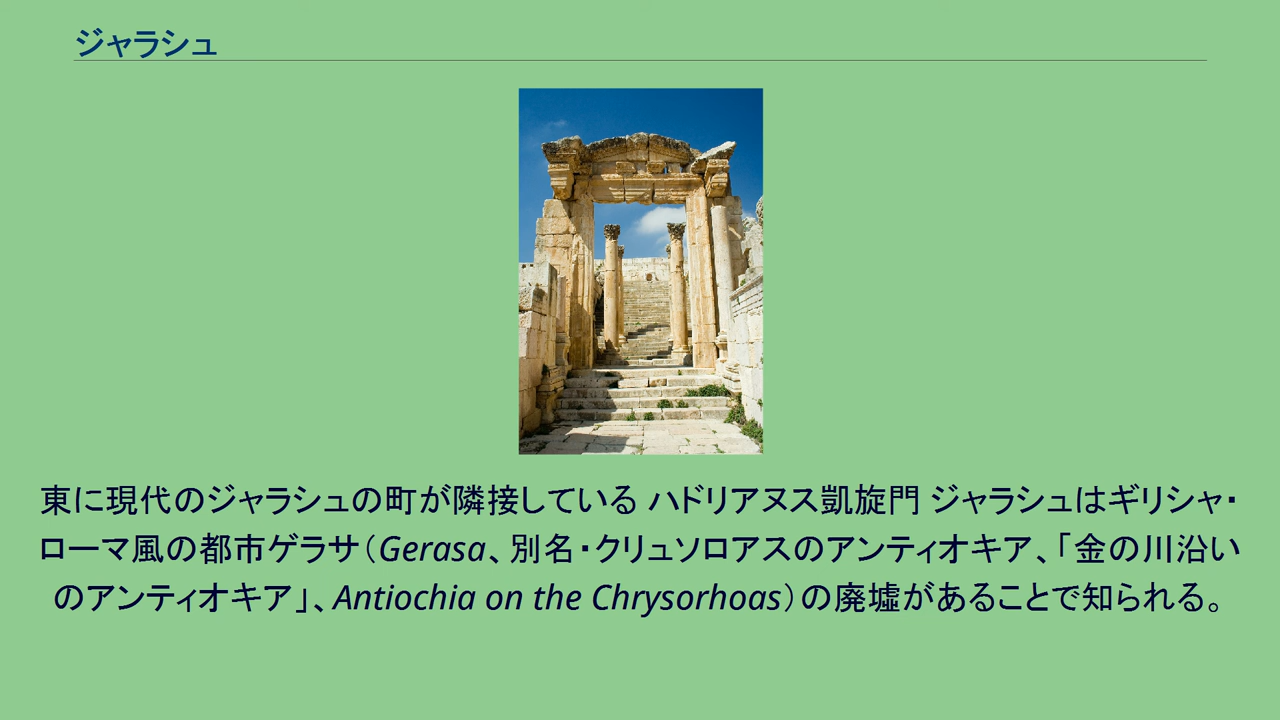 ジャラシュ
東に現代のジャラシュの町が隣接している ハドリアヌス凱旋門 ジャラシュはギリシャ・
ローマ風の都市ゲラサ（Gerasa、別名・クリュソロアスのアンティオキア、「金の川沿い
のアンティオキア」、Antiochia on the Chrysorhoas）の廃墟があることで知られる。